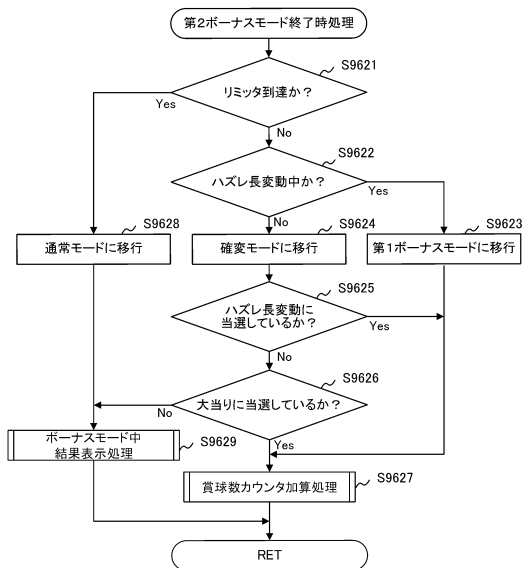 第2ボーナスモード終了時処理
S9621
リミッタ到達か？
Yes
No
S9622
ハズレ長変動中か？
Yes
No
S9628
S9624
S9623
通常モードに移行
確変モードに移行
第1ボーナスモードに移行
S9625
ハズレ長変動に
当選しているか？
Yes
No
S9626
大当りに当選しているか？
No
Yes
ボーナスモード中
結果表示処理
S9629
S9627
賞球数カウンタ加算処理
RET